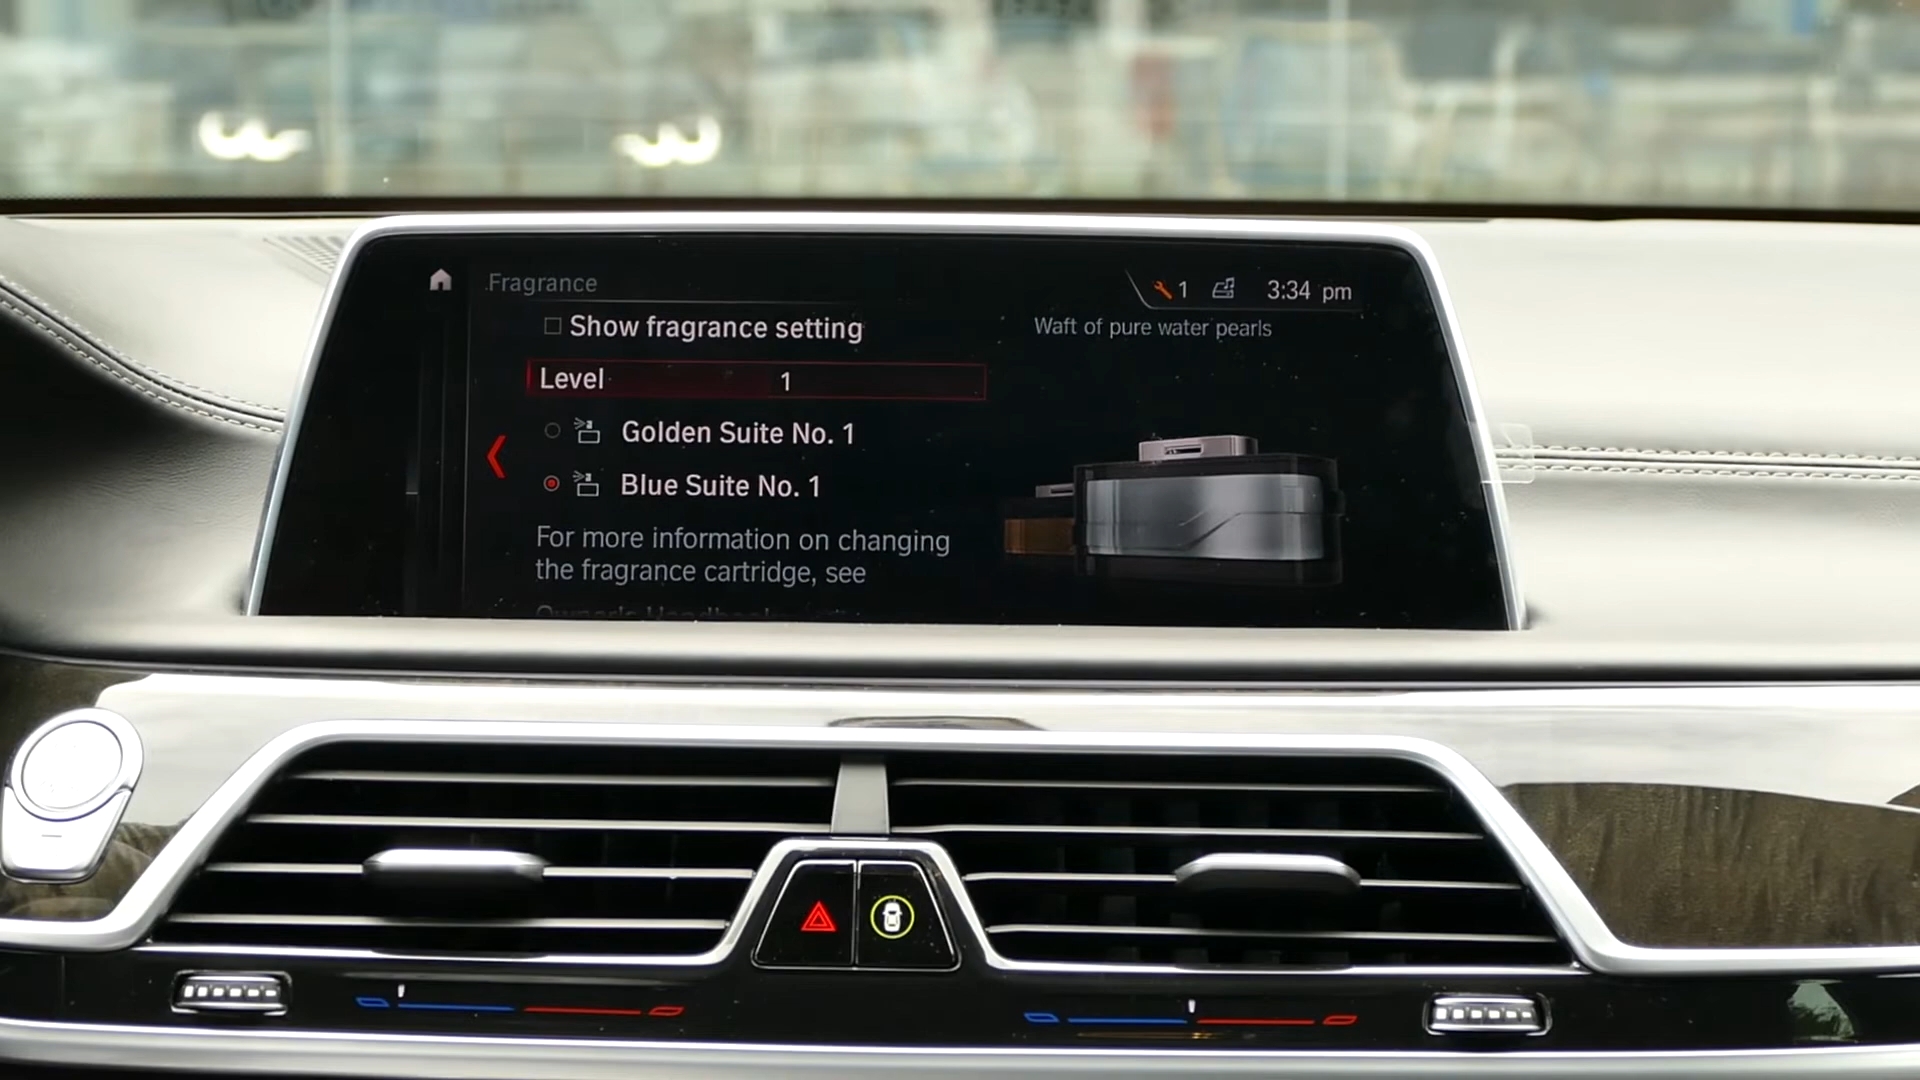 Fragrance
1 3:34 pm
Show fragrance setting
Waft of pure water pearls
Level 1
Golden Suite No. 1
Blue Suite No. 1
For more information on changing
the fragrance cartridge, see